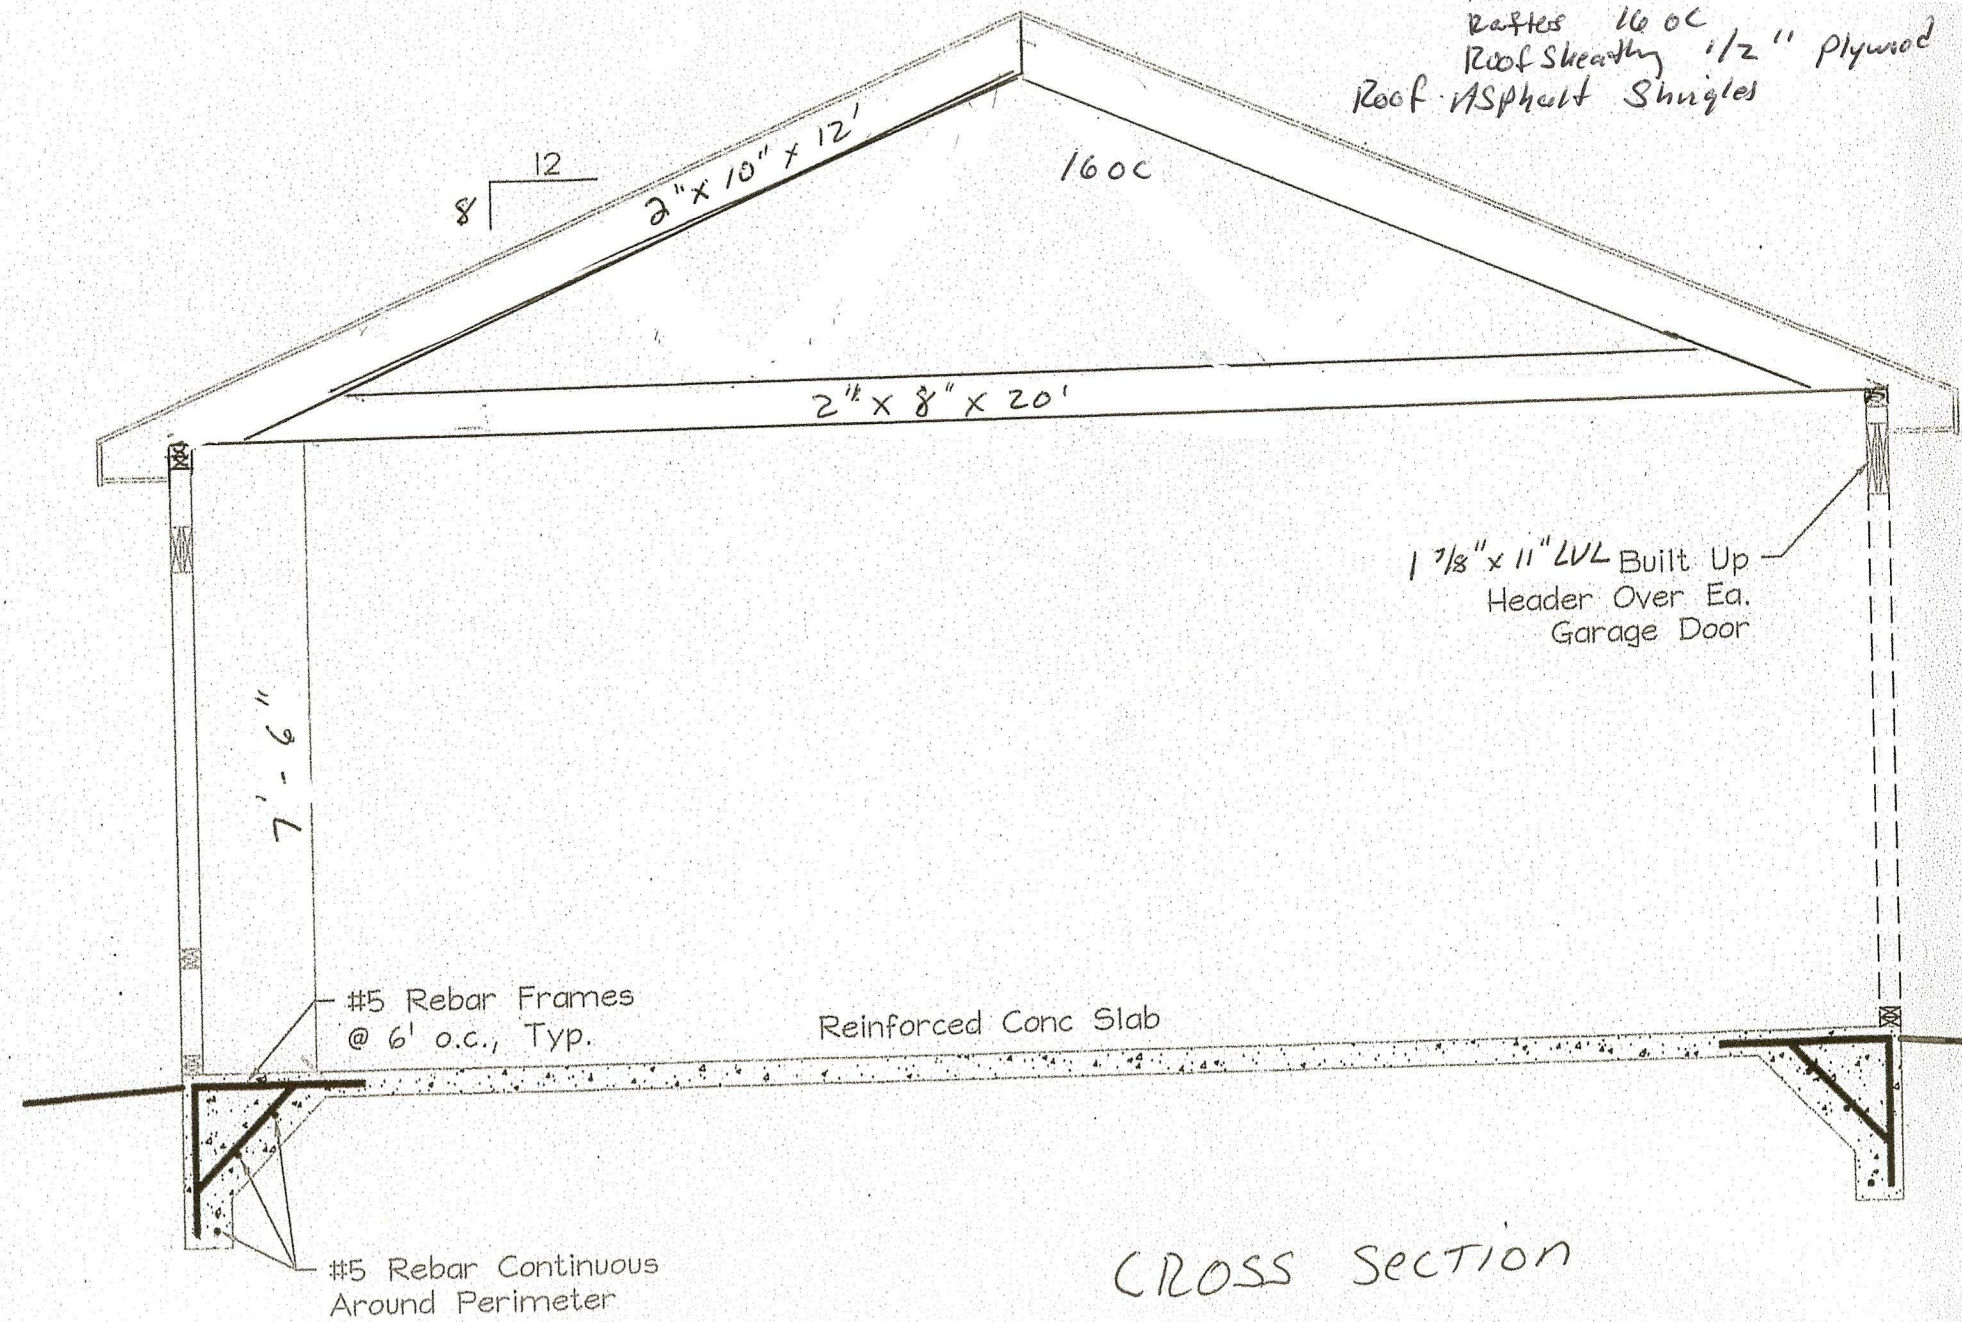 Rafters 16 OC
Roof Sheathing 1/2" Plywood
Roof Asphalt Shingles
12
8
2" x 10" x 12'
16 OC
2" x 8" x 20'
1 7/8" x 11" LVL Built Up
Header Over Ea.
Garage Door
7' - 6"
#5 Rebar Frames
@ 6' o.c., Typ.
Reinforced Conc Slab
#5 Rebar Continuous
Around Perimeter
CROSS SECTION